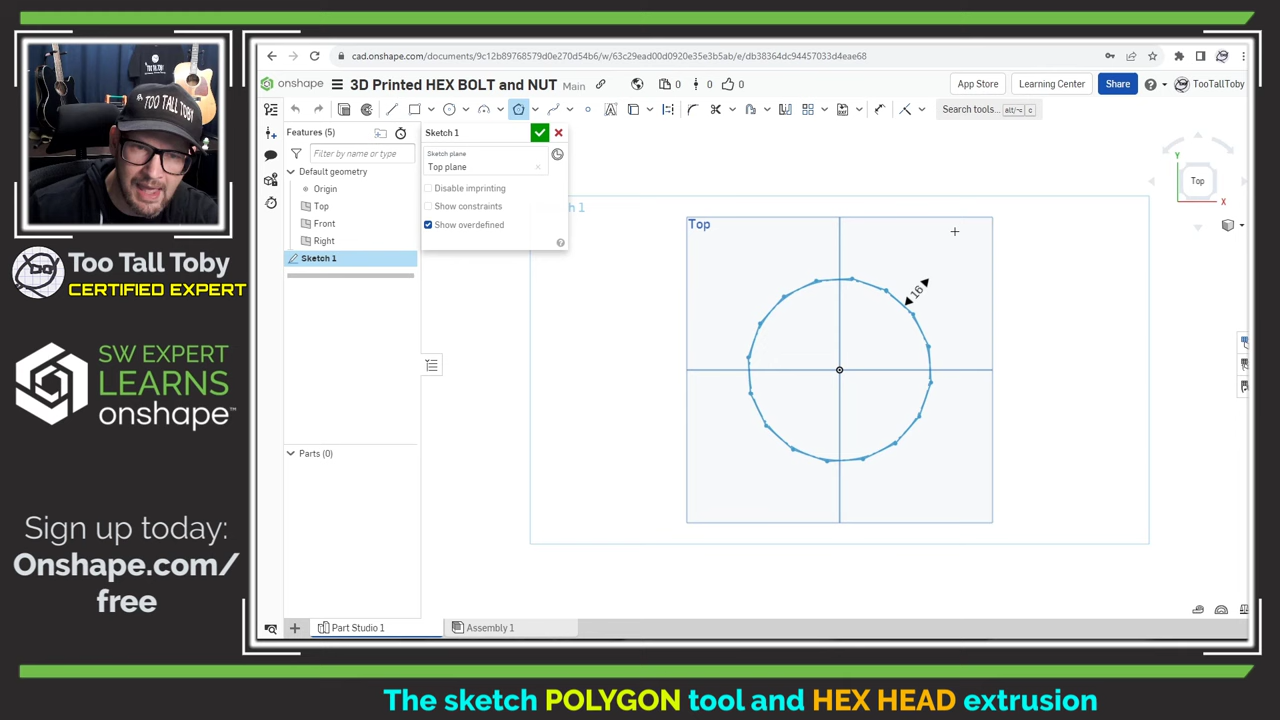 cad.onshape.com/documents/9c12b89768579d0e270d54b6/w/63c29ead00d0920e35e3b5ab/e/db38364dc94457033d4eae68
onshape
3D Printed HEX BOLT and NUT Main
0
0
0
App Store
Learning Center
Share
TooTallToby
Search tools...
alt/⌥ c
Features (5)
Filter by name or type
Default geometry
Origin
Top
Front
Right
Sketch 1
Parts (0)
Sketch 1
Sketch plane
Top plane
Disable imprinting
Show constraints
Show overdefined
Top
16
Y
Top
X
Part Studio 1
Assembly 1
TOO TALL TOBY
Too Tall Toby
CERTIFIED EXPERT
SW EXPERT
LEARNS
onshape™
Sign up today:
Onshape.com/
free
The sketch POLYGON tool and HEX HEAD extrusion